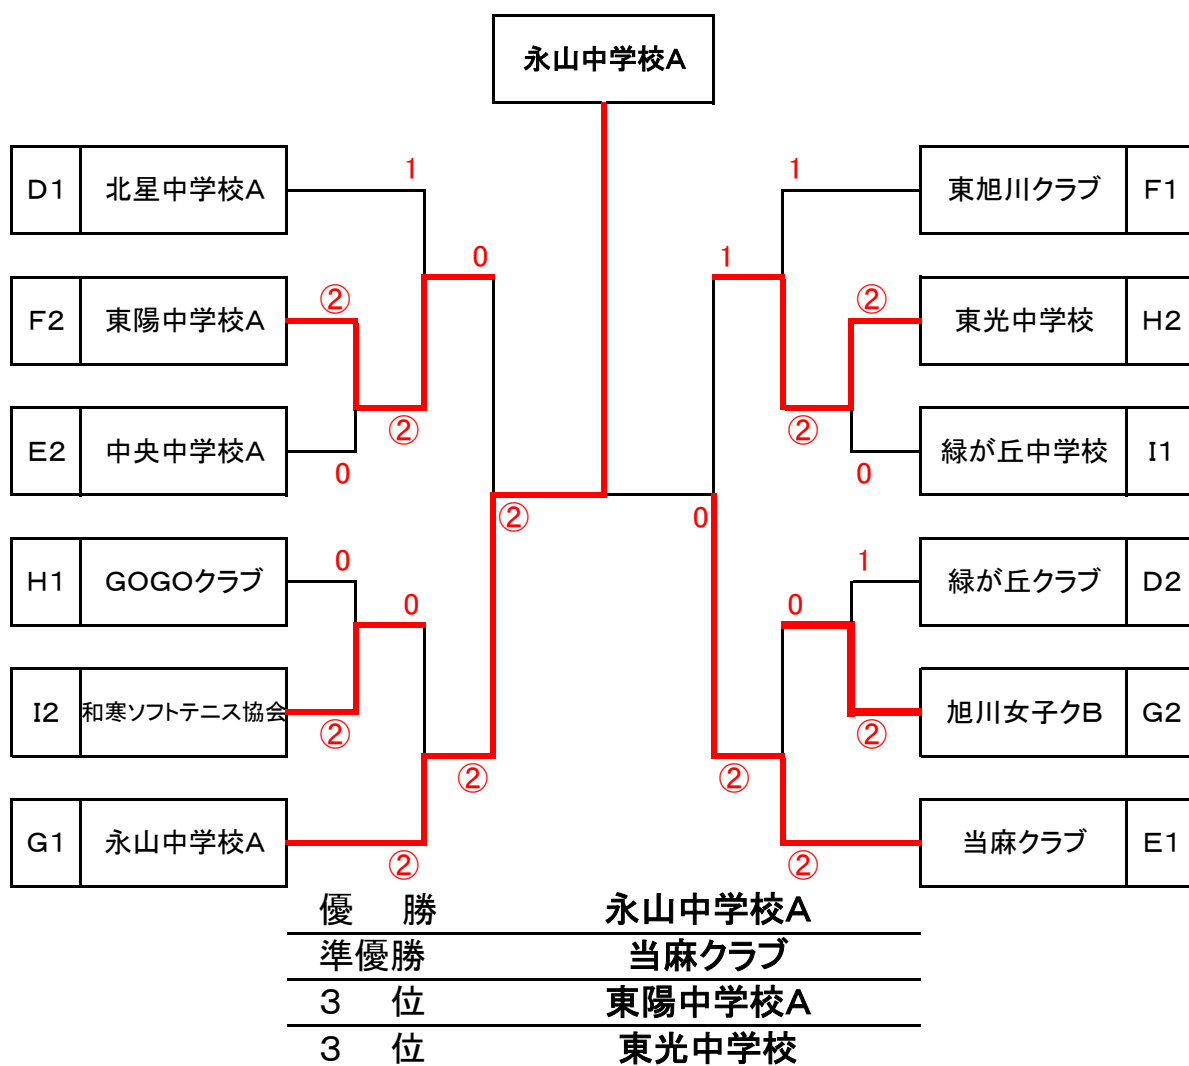 永山中学校A
1
1
D1 北星中学校A
東旭川クラブ F1
0
1
②
②
F2 東陽中学校A
東光中学校 H2
②
②
E2 中央中学校A
緑が丘中学校 I1
0
0
②
0
0
1
H1 GOGOクラブ
緑が丘クラブ D2
0
0
I2 和寒ソフトテニス協会
旭川女子クB G2
②
②
②
②
G1 永山中学校A
当麻クラブ E1
②
②
優 勝 永山中学校A
準優勝 当麻クラブ
3 位 東陽中学校A
3 位 東光中学校